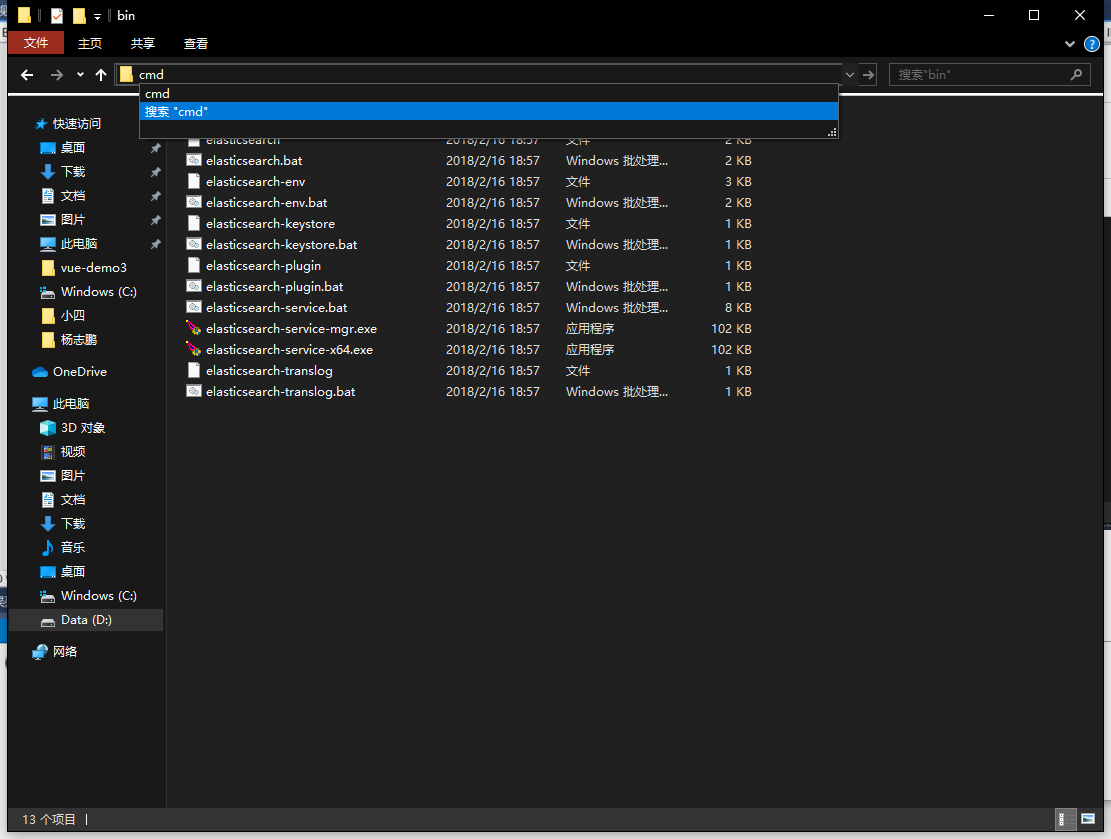 bin
文件 主页 共享 查看
cmd 搜索"bin"
cmd
搜索 "cmd"
快速访问
桌面
下载
文档
图片
此电脑
vue-demo3
Windows (C:)
小四
杨志鹏
OneDrive
此电脑
3D 对象
视频
图片
文档
下载
音乐
桌面
Windows (C:)
Data (D:)
网络
elasticsearch 2018/2/16 18:57 文件 2 KB
elasticsearch.bat 2018/2/16 18:57 Windows 批处理... 2 KB
elasticsearch-env 2018/2/16 18:57 文件 3 KB
elasticsearch-env.bat 2018/2/16 18:57 Windows 批处理... 2 KB
elasticsearch-keystore 2018/2/16 18:57 文件 1 KB
elasticsearch-keystore.bat 2018/2/16 18:57 Windows 批处理... 1 KB
elasticsearch-plugin 2018/2/16 18:57 文件 1 KB
elasticsearch-plugin.bat 2018/2/16 18:57 Windows 批处理... 1 KB
elasticsearch-service.bat 2018/2/16 18:57 Windows 批处理... 8 KB
elasticsearch-service-mgr.exe 2018/2/16 18:57 应用程序 102 KB
elasticsearch-service-x64.exe 2018/2/16 18:57 应用程序 102 KB
elasticsearch-translog 2018/2/16 18:57 文件 1 KB
elasticsearch-translog.bat 2018/2/16 18:57 Windows 批处理... 1 KB
13 个项目